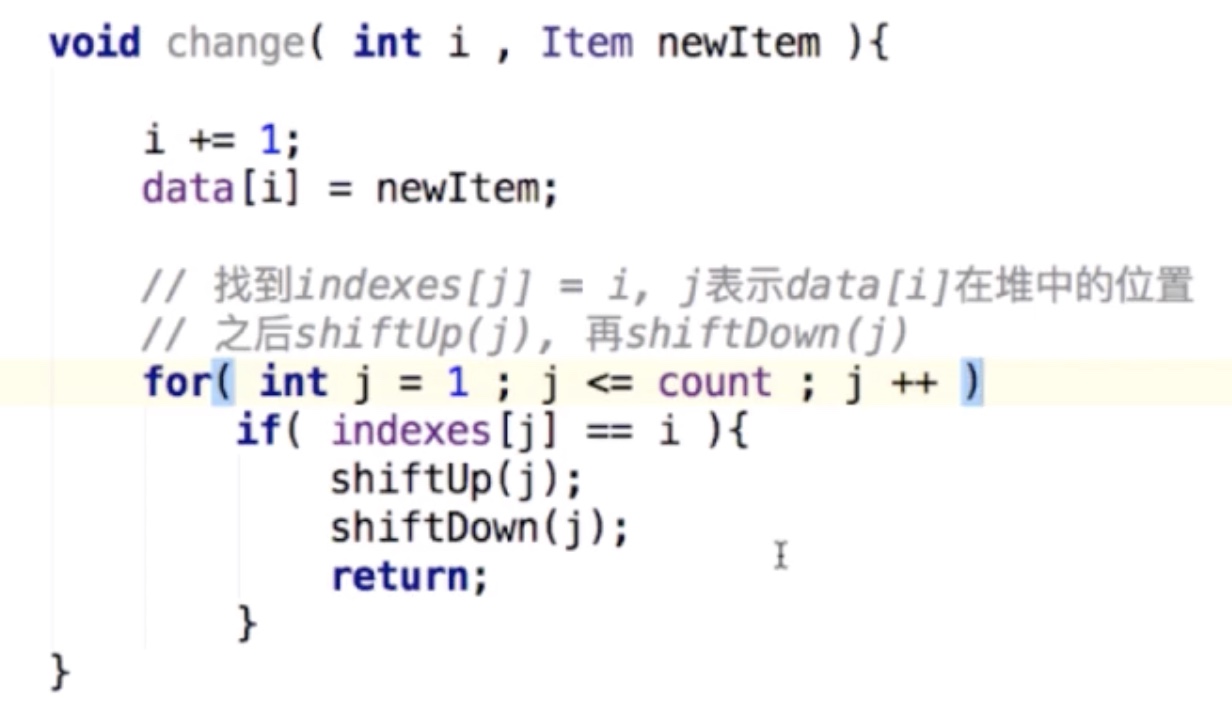 void change( int i , Item newItem ){
i += 1;
data[i] = newItem;
// 找到indexes[j] = i, j表示data[i]在堆中的位置
// 之后shiftUp(j), 再shiftDown(j)
for( int j = 1 ; j <= count ; j ++ )
if( indexes[j] == i ){
shiftUp(j);
shiftDown(j);
return;
}
}